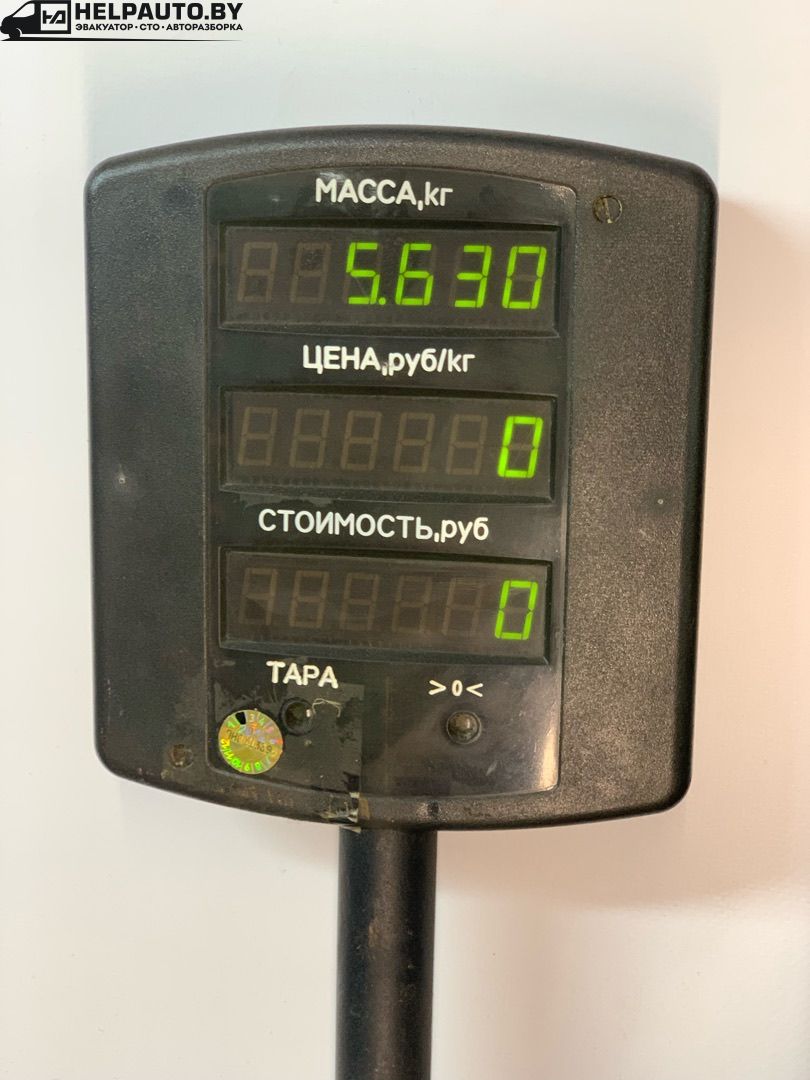 HELPAUTO.BY
ЭВАКУАТОР·СТО·АВТОРАЗБОРКА
МАССА,кг
5.630
ЦЕНА,руб/кг
0
СТОИМОСТЬ,руб
0
ТАРА
>0<